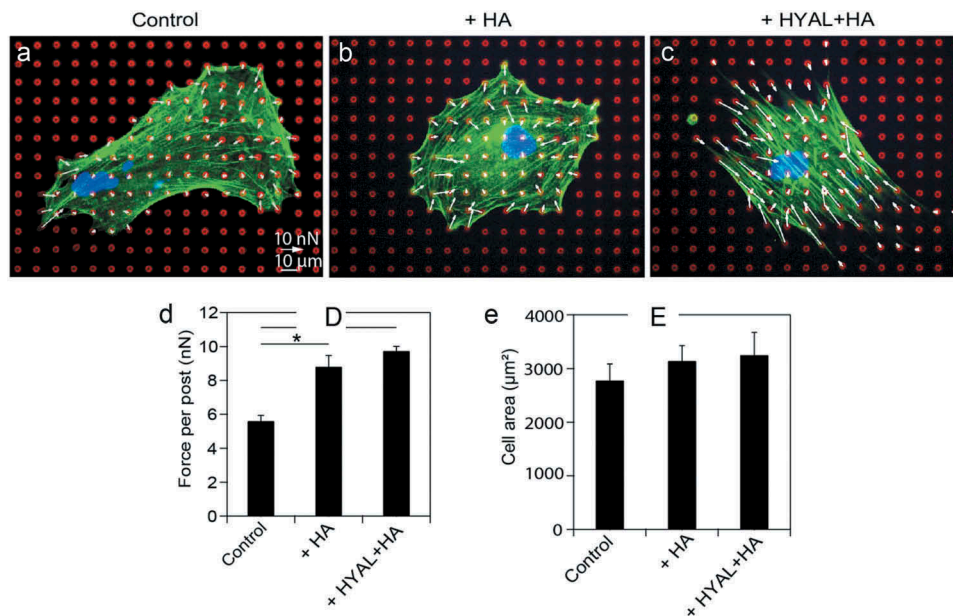 Control
+ HA
+ HYAL+HA
a
b
c
10 nN
10 µm
d
D
*
Force per post (nN)
12
10
8
6
4
2
0
Control
+ HA
+ HYAL+HA
e
E
Cell area (µm²)
4000
3000
2000
1000
0
Control
+ HA
+ HYAL+HA